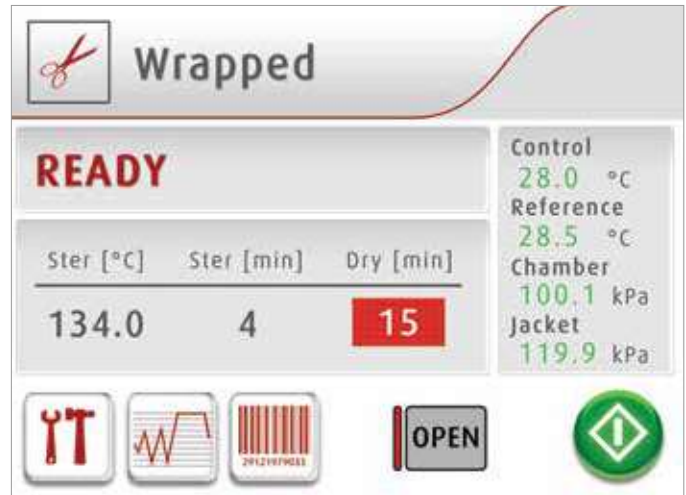 Wrapped
READY
Ster [°C] Ster [min] Dry [min]
134.0 4 15
Control
28.0 °C
Reference
28.5 °C
Chamber
100.1 kPa
Jacket
119.9 kPa
OPEN